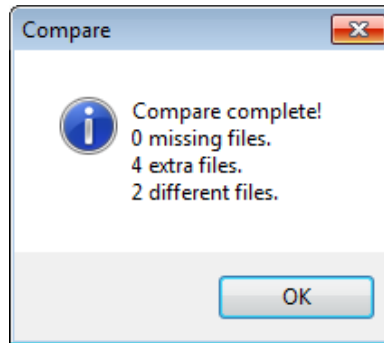 Compare
Compare complete!
0 missing files.
4 extra files.
2 different files.
OK